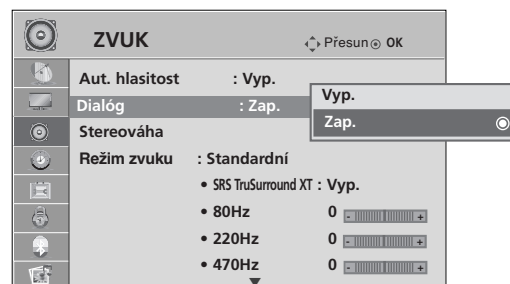 ZVUK
Přesun OK
Aut. hlasitost : Vyp.
Dialóg : Zap.
Vyp.
Zap.
Stereováha
Režim zvuku : Standardní
• SRS TruSurround XT : Vyp.
• 80Hz 0 - +
• 220Hz 0 - +
• 470Hz 0 - +